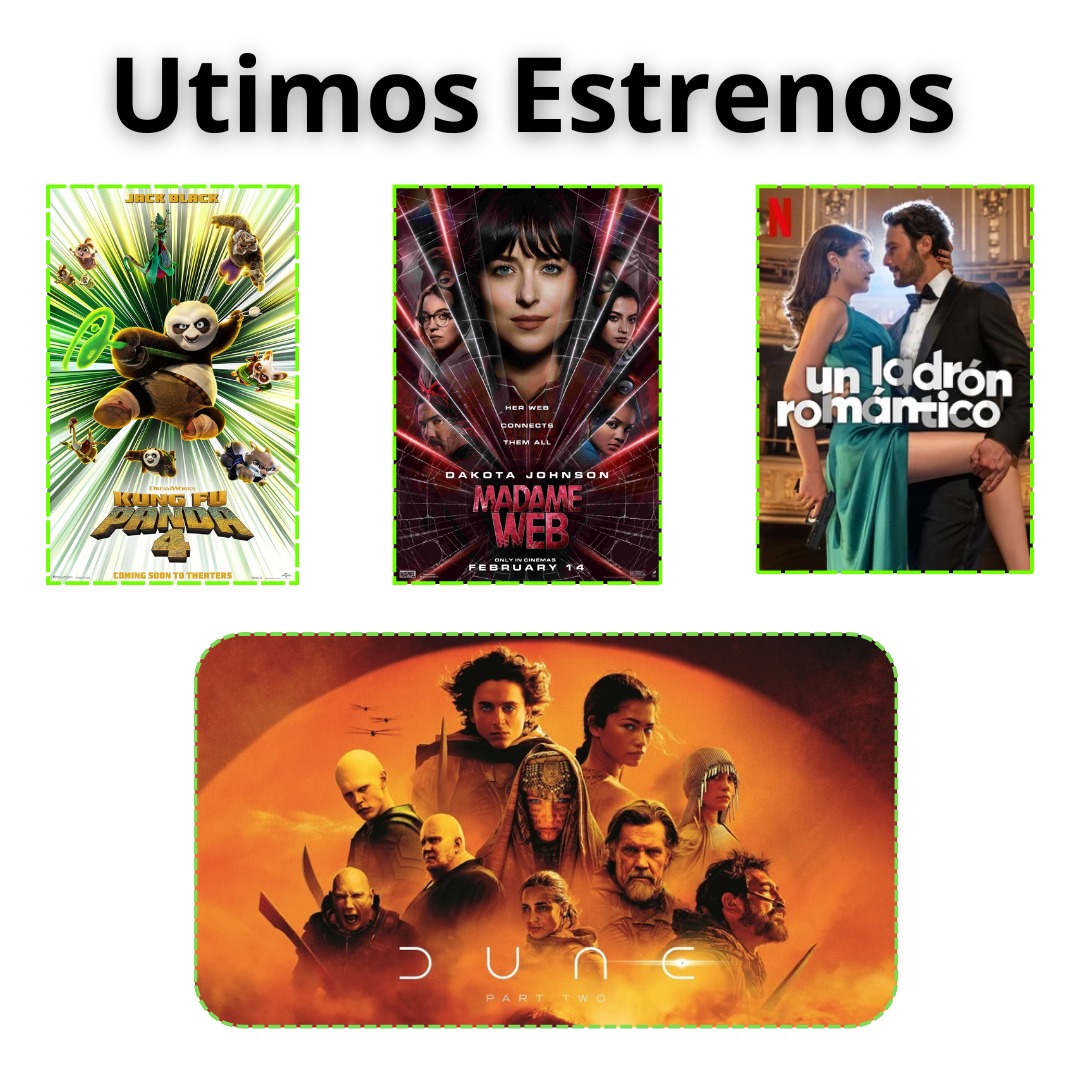 Utimos Estrenos
JACK BLACK
DREAMWORKS
KUNG FU
PANDA
4
COMING SOON TO THEATERS
HER WEB
CONNECTS
THEM ALL
DAKOTA JOHNSON
MADAME
WEB
ONLY IN CINEMAS
FEBRUARY 14
MARVEL
N
un ladrón
romántico
DUNE
PART TWO